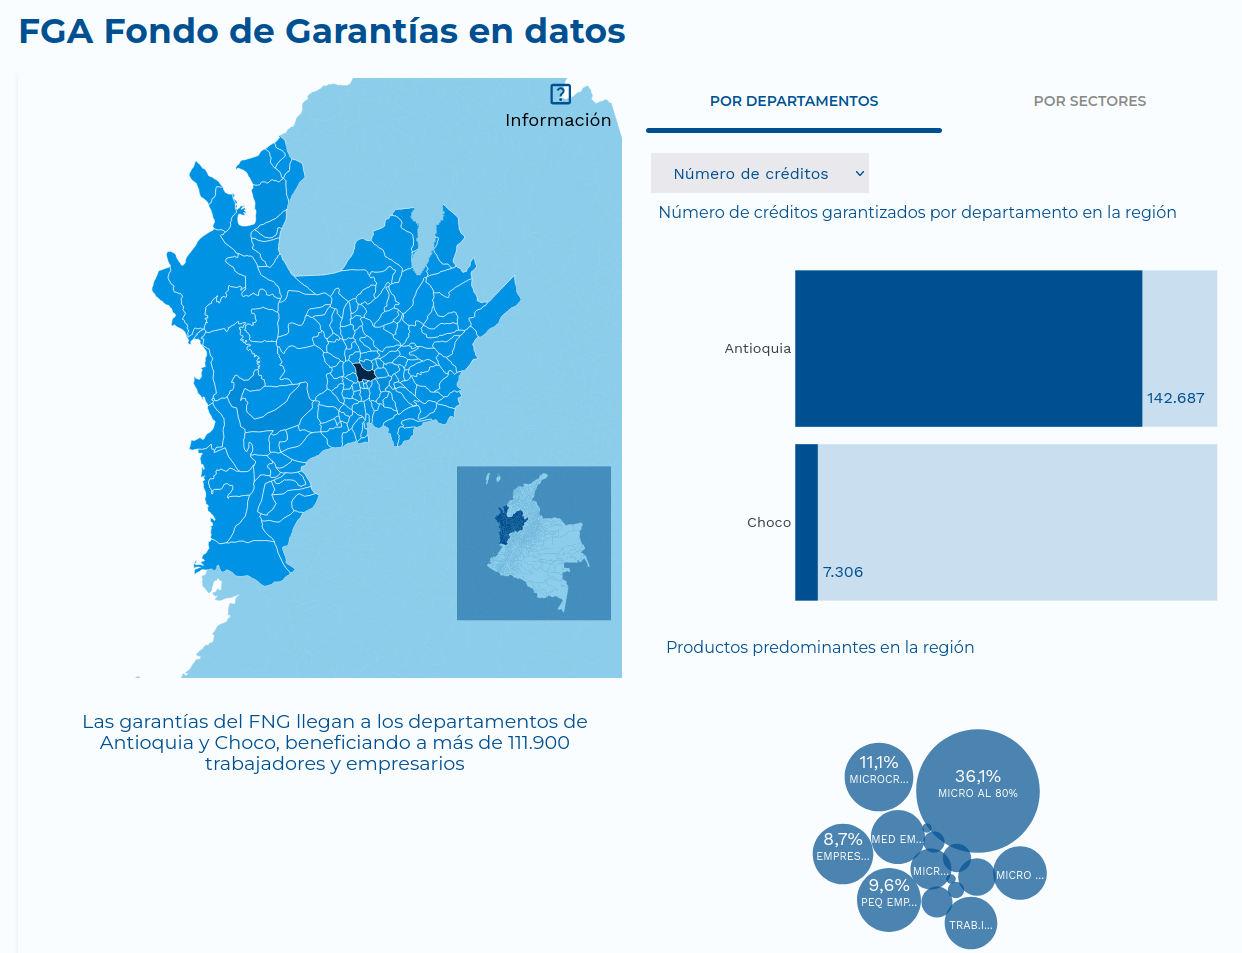 FGA Fondo de Garantías en datos
Información
Las garantías del FNG llegan a los departamentos de
Antioquia y Choco, beneficiando a más de 111.900
trabajadores y empresarios
POR DEPARTAMENTOS
POR SECTORES
Número de créditos
Número de créditos garantizados por departamento en la región
Antioquia
142.687
Choco
7.306
Productos predominantes en la región
11,1%
MICROCR...
36,1%
MICRO AL 80%
8,7%
EMPRES...
MED EM...
MICR...
MICRO ...
9,6%
PEQ EMP...
TRAB.I...